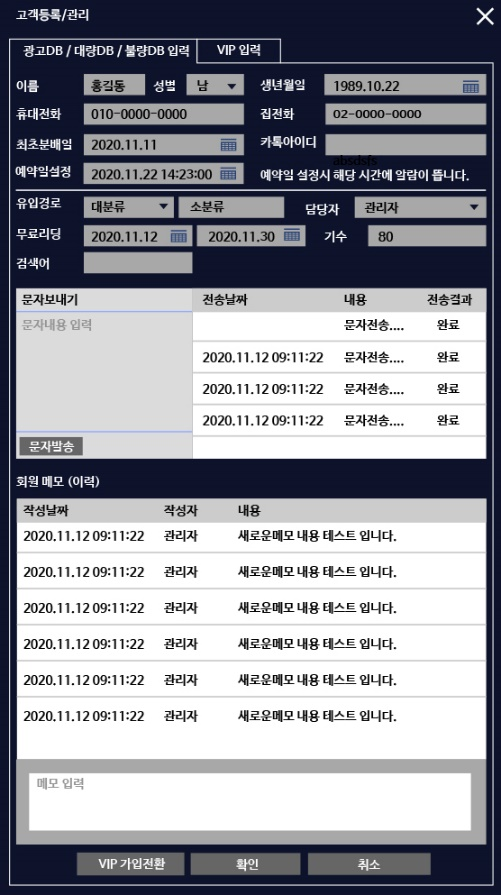 고객등록/관리
광고DB / 대량DB / 불량DB 입력 VIP 입력
이름 홍길동 성별 남 생년월일 1989.10.22
휴대전화 010-0000-0000 집전화 02-0000-0000
최초분배일 2020.11.11 카톡아이디
absdsfs
예약일설정 2020.11.22 14:23:00 예약일 설정시 해당 시간에 알람이 뜹니다.
유입경로 대분류 소분류 담당자 관리자
무료리딩 2020.11.12 2020.11.30 기수 80
검색어
문자보내기 전송날짜 내용 전송결과
문자내용 입력 문자전송.... 완료
2020.11.12 09:11:22 문자전송.... 완료
2020.11.12 09:11:22 문자전송.... 완료
2020.11.12 09:11:22 문자전송.... 완료
문자발송
회원 메모 (이력)
작성날짜 작성자 내용
2020.11.12 09:11:22 관리자 새로운메모 내용 테스트 입니다.
2020.11.12 09:11:22 관리자 새로운메모 내용 테스트 입니다.
2020.11.12 09:11:22 관리자 새로운메모 내용 테스트 입니다.
2020.11.12 09:11:22 관리자 새로운메모 내용 테스트 입니다.
2020.11.12 09:11:22 관리자 새로운메모 내용 테스트 입니다.
2020.11.12 09:11:22 관리자 새로운메모 내용 테스트 입니다.
메모 입력
VIP 가입전환 확인 취소